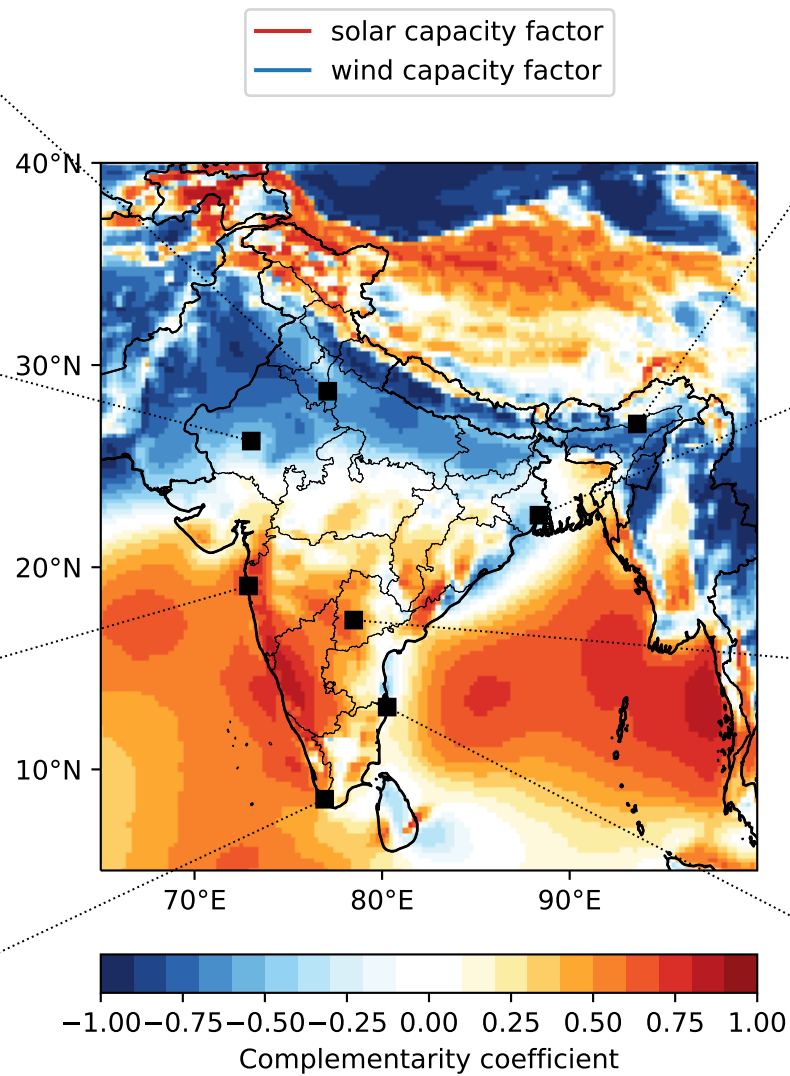 solar capacity factor
wind capacity factor
40°N
30°N
20°N
10°N
70°E 80°E 90°E
−1.00 −0.75 −0.50 −0.25 0.00 0.25 0.50 0.75 1.00
Complementarity coefficient